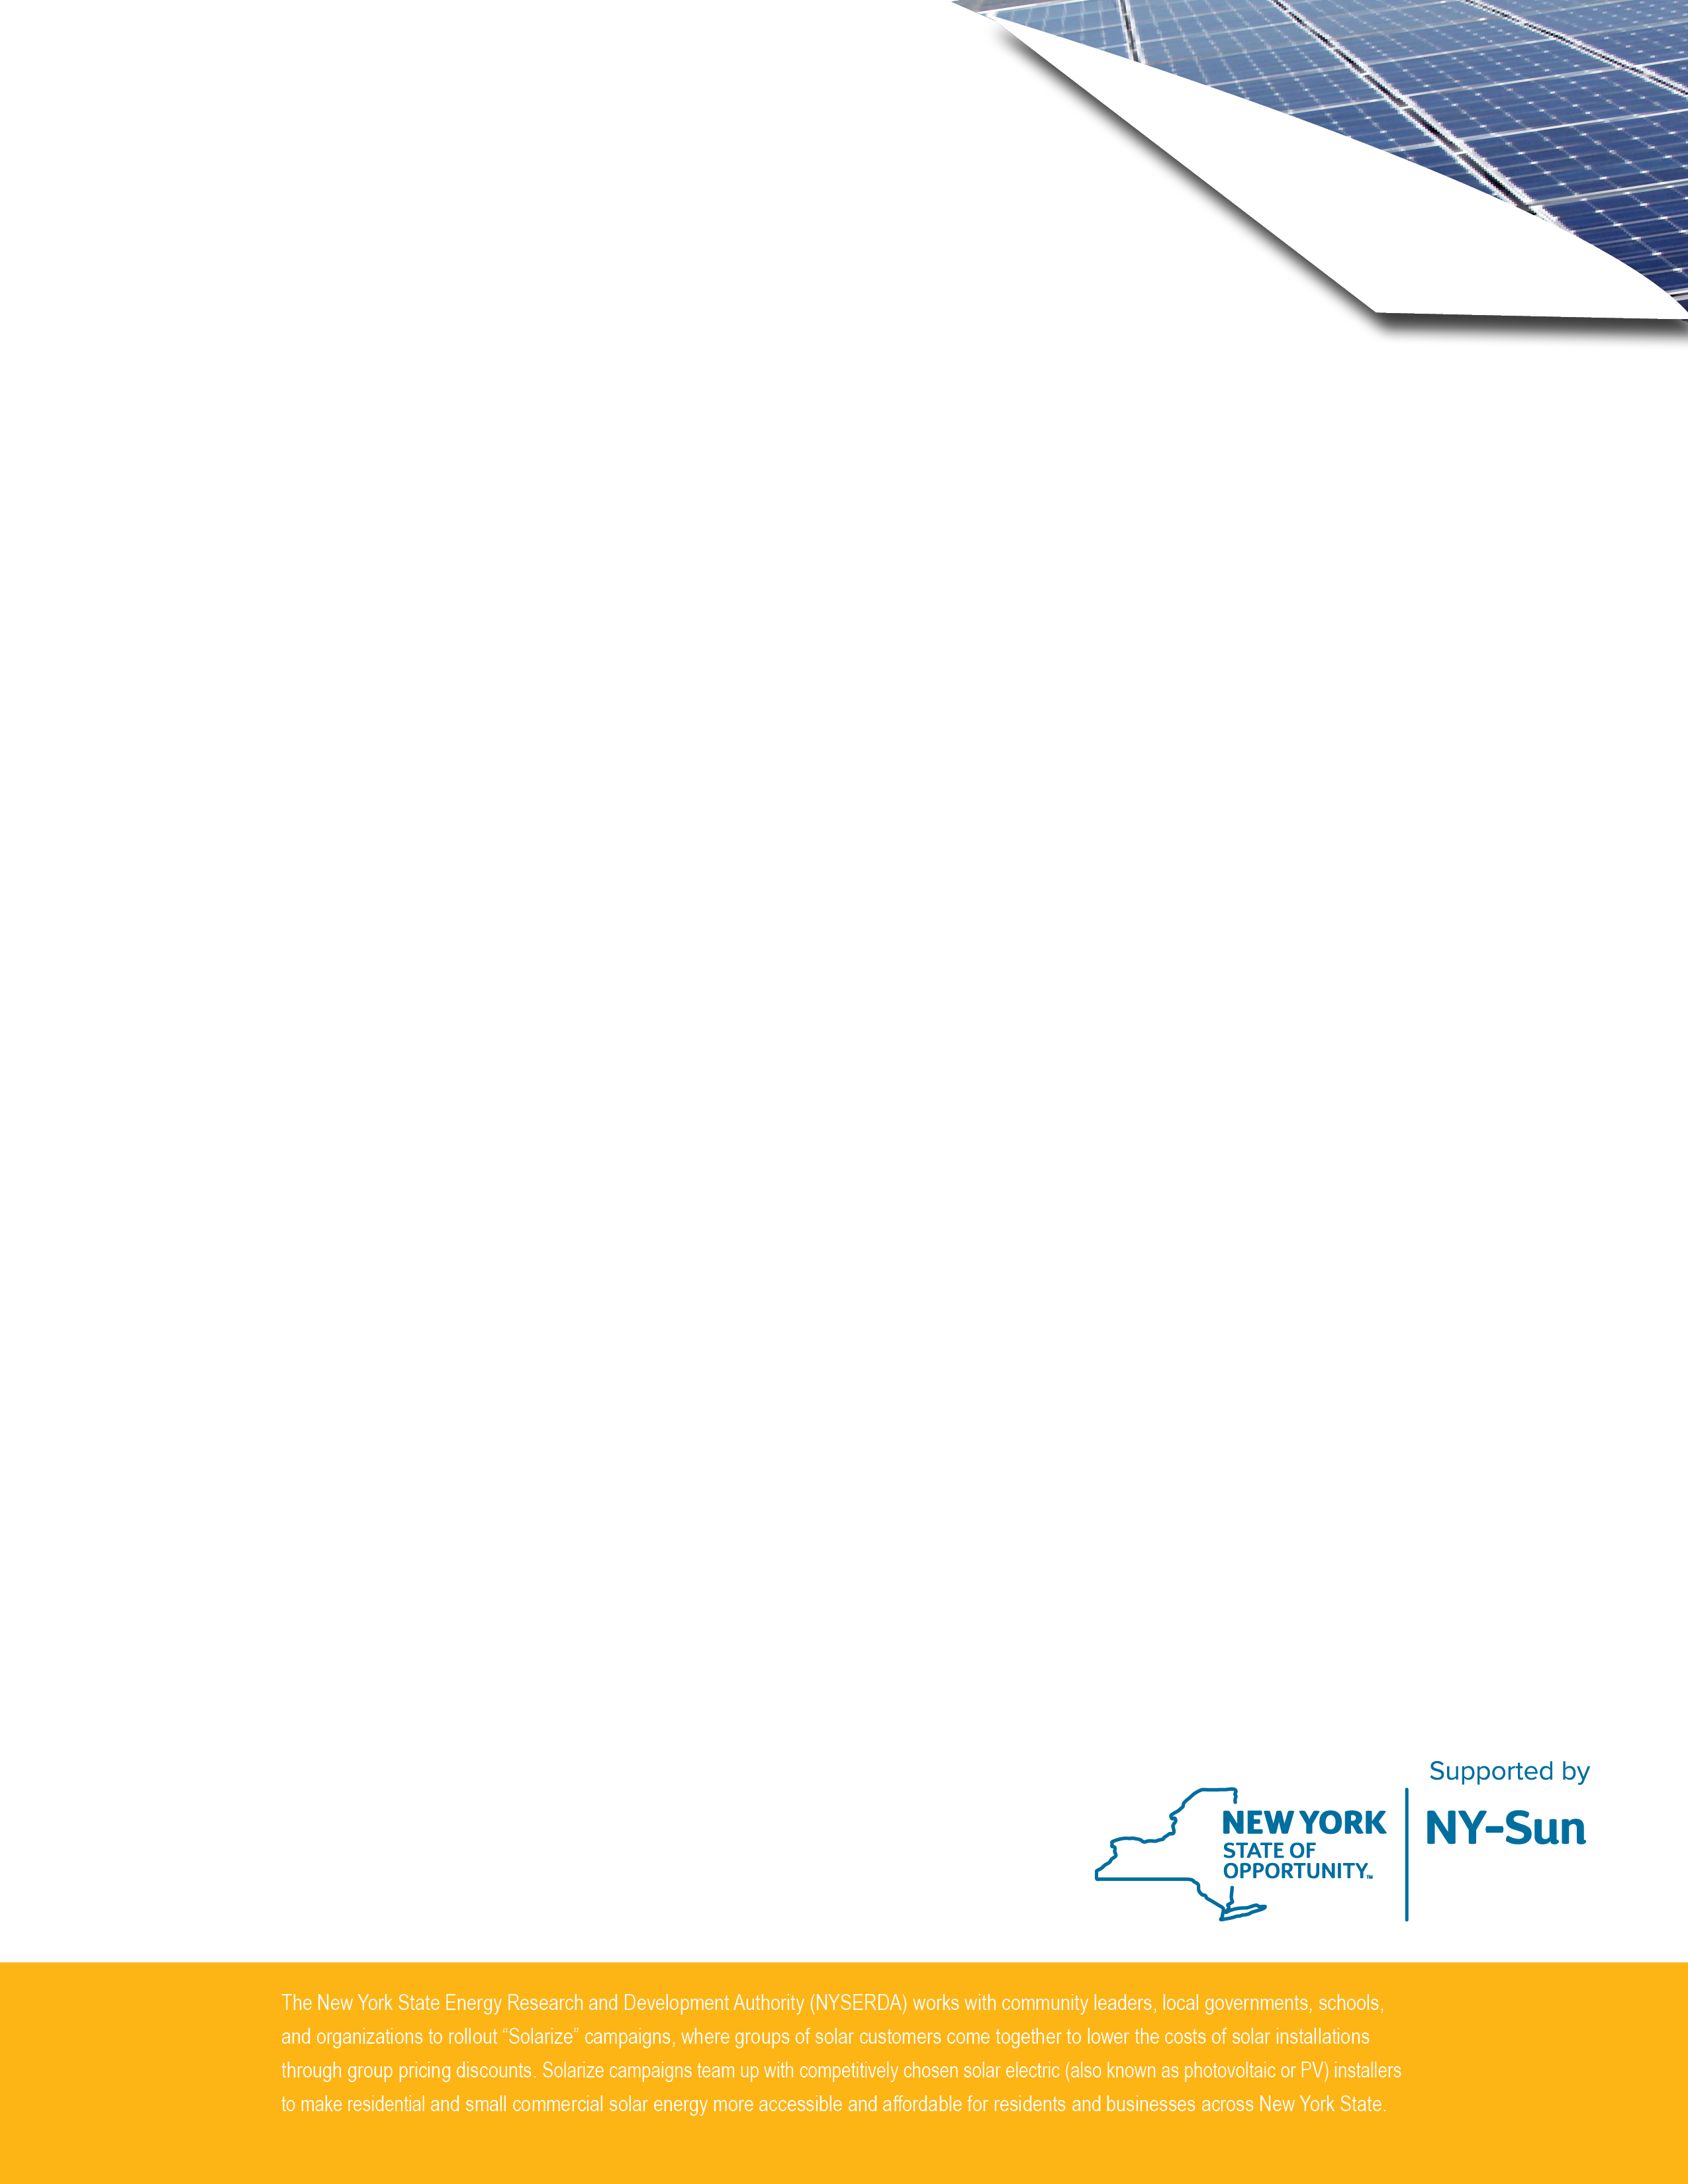 Supported by
NEW YORK
STATE OF
OPPORTUNITY™
NY-Sun
The New York State Energy Research and Development Authority (NYSERDA) works with community leaders, local governments, schools,
and organizations to rollout “Solarize” campaigns, where groups of solar customers come together to lower the costs of solar installations
through group pricing discounts. Solarize campaigns team up with competitively chosen solar electric (also known as photovoltaic or PV) installers
to make residential and small commercial solar energy more accessible and affordable for residents and businesses across New York State.